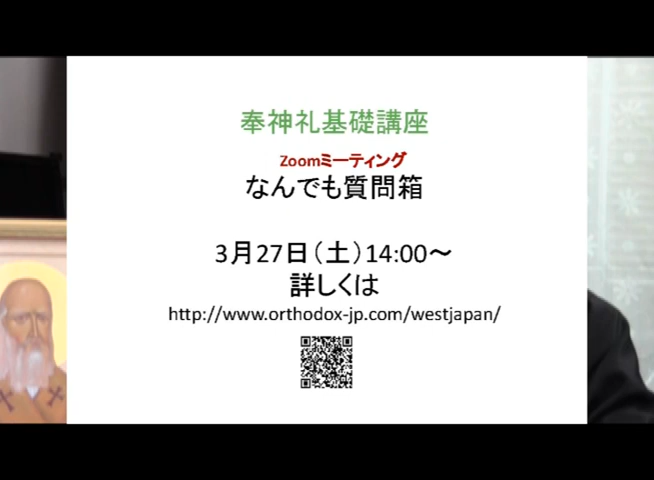 奉神礼基礎講座
Zoomミーティング
なんでも質問箱
3月27日（土）14:00～
詳しくは
http://www.orthodox-jp.com/westjapan/